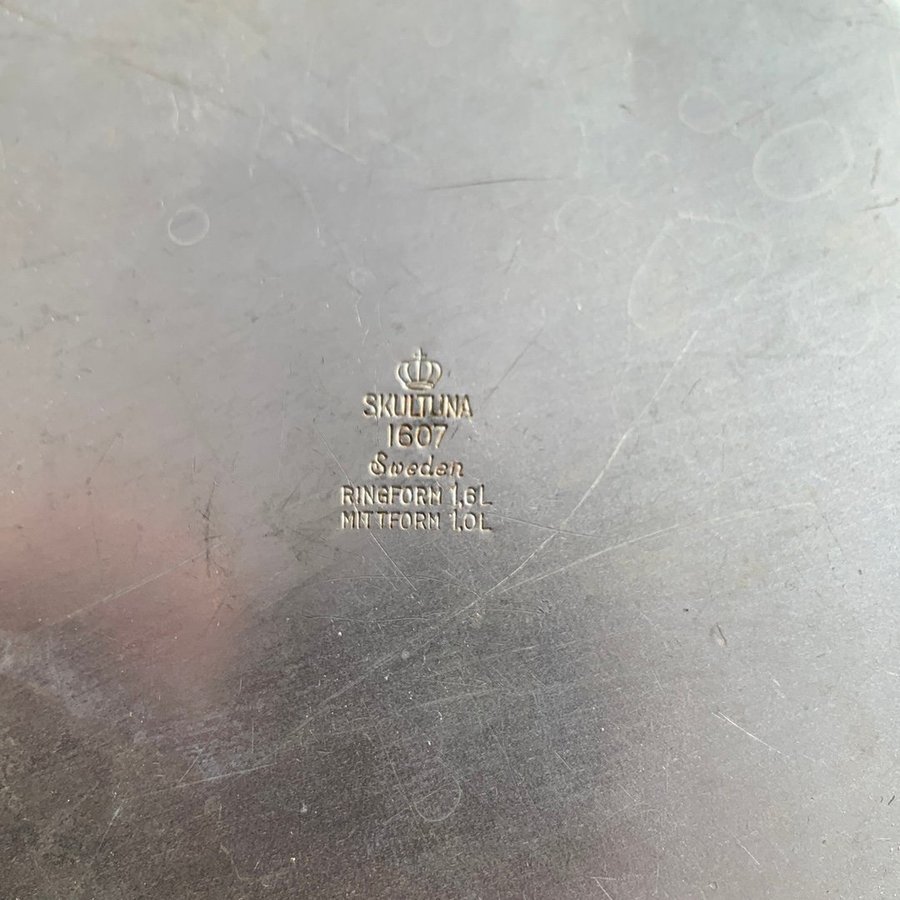 SKULTUNA
1607
Sweden
RINGFORM 1,6L
MITTFORM 1,0L